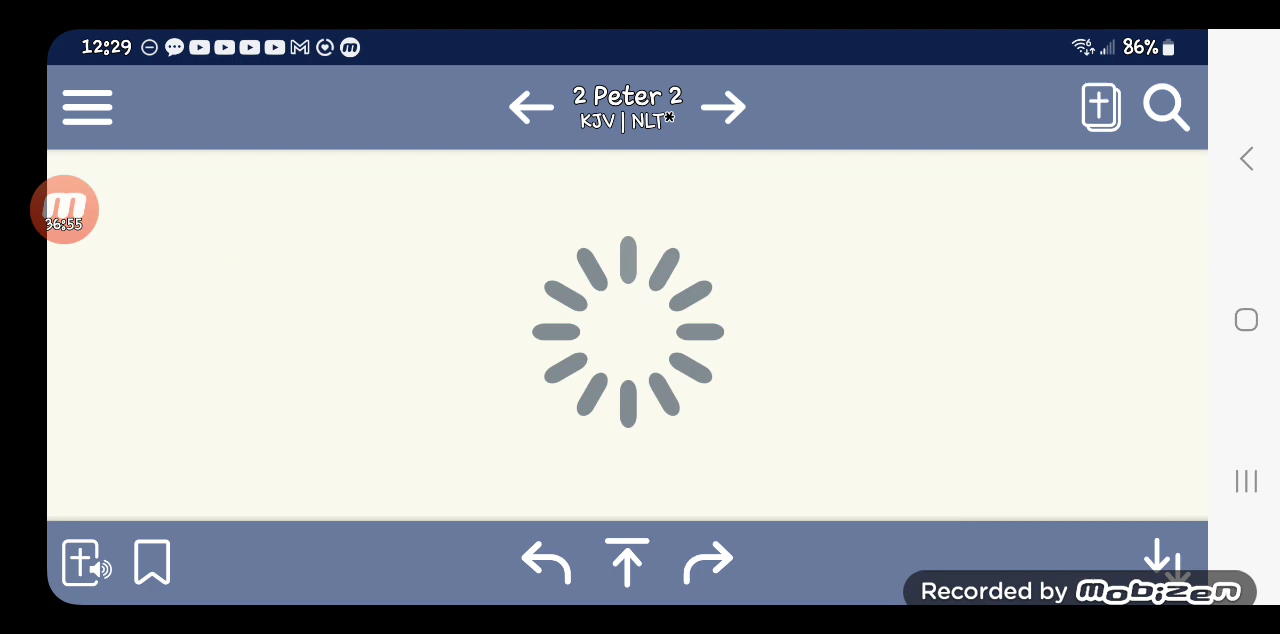 12:29
86%
2 Peter 2
KJV | NLT*
m
36:55
Recorded by mobizen